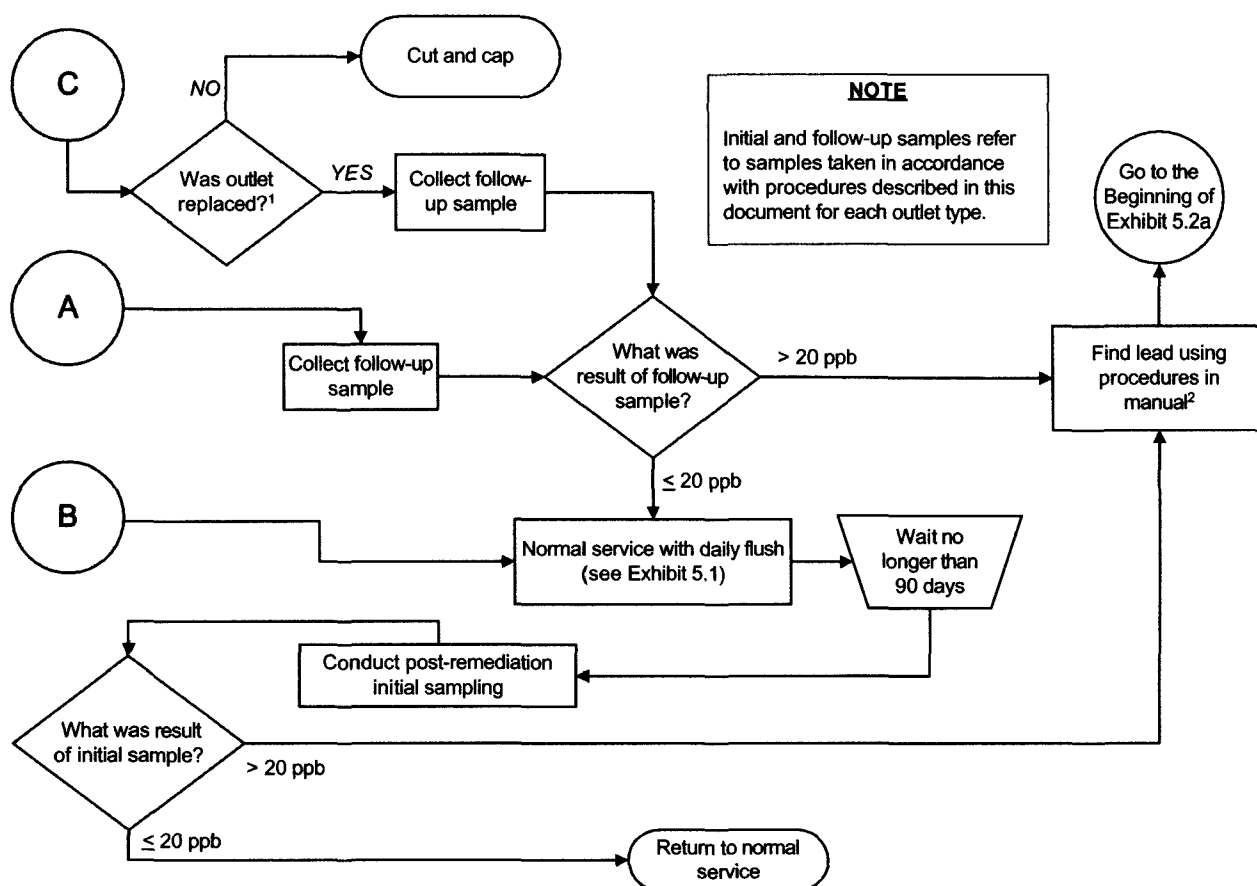 C
Cut and cap
NO
Was outlet
replaced?¹
YES
Collect follow-
up sample
NOTE
Initial and follow-up samples refer
to samples taken in accordance
with procedures described in this
document for each outlet type.
Go to the
Beginning of
Exhibit 5.2a
A
Collect follow-up
sample
What was
result of follow-up
sample?
> 20 ppb
Find lead using
procedures in
manual²
≤ 20 ppb
B
Normal service with daily flush
(see Exhibit 5.1)
Wait no
longer than
90 days
Conduct post-remediation
initial sampling
What was result
of initial sample?
> 20 ppb
≤ 20 ppb
Return to normal
service